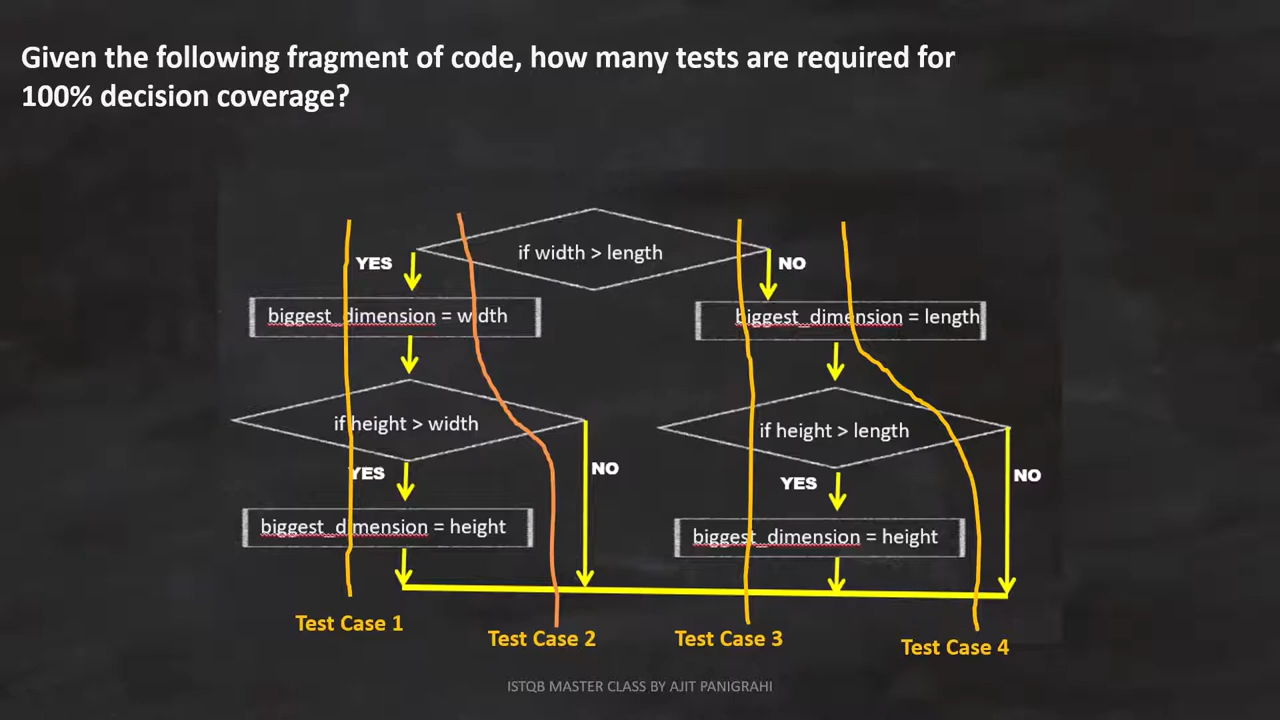 Given the following fragment of code, how many tests are required for
100% decision coverage?
if width > length
YES
NO
biggest_dimension = width
biggest_dimension = length
if height > width
if height > length
YES
NO
YES
NO
biggest_dimension = height
biggest_dimension = height
Test Case 1
Test Case 2
Test Case 3
Test Case 4
ISTQB MASTER CLASS BY AJIT PANIGRAHI